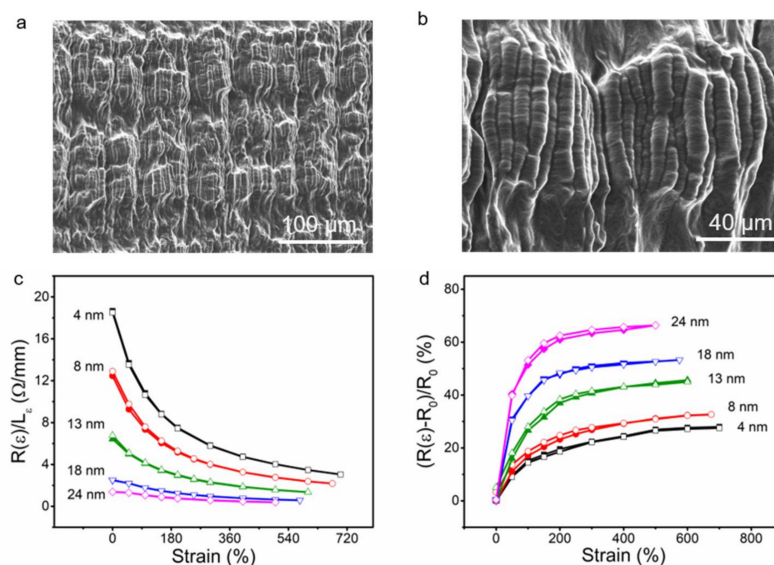 a
100 µm
b
40 µm
c
R(ε)/Lε (Ω/mm)
20
16
12
8
4
0
4 nm
8 nm
13 nm
18 nm
24 nm
0 180 360 540 720
Strain (%)
d
(R(ε)-R0)/R0 (%)
80
60
40
20
0
24 nm
18 nm
13 nm
8 nm
4 nm
0 200 400 600 800
Strain (%)